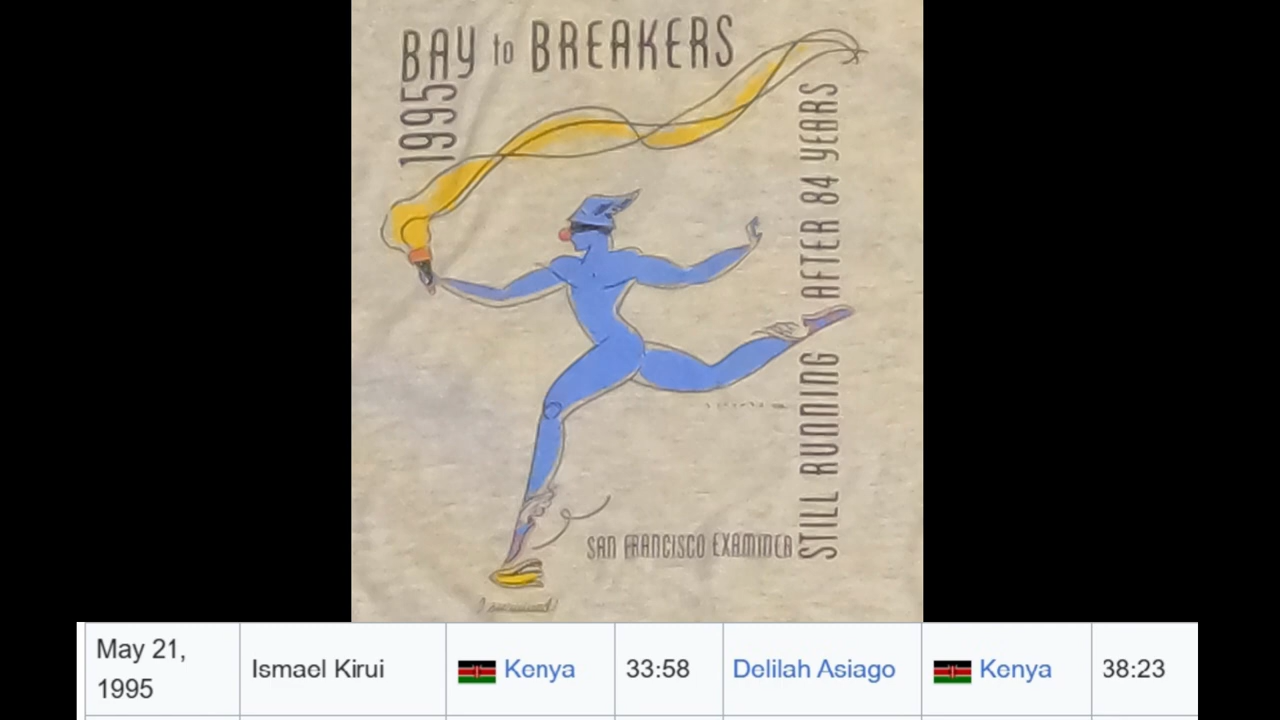 BAY to BREAKERS
1995
STILL RUNNING AFTER 84 YEARS
SAN FRANCISCO EXAMINER
May 21, 1995
Ismael Kirui
Kenya
33:58
Delilah Asiago
Kenya
38:23